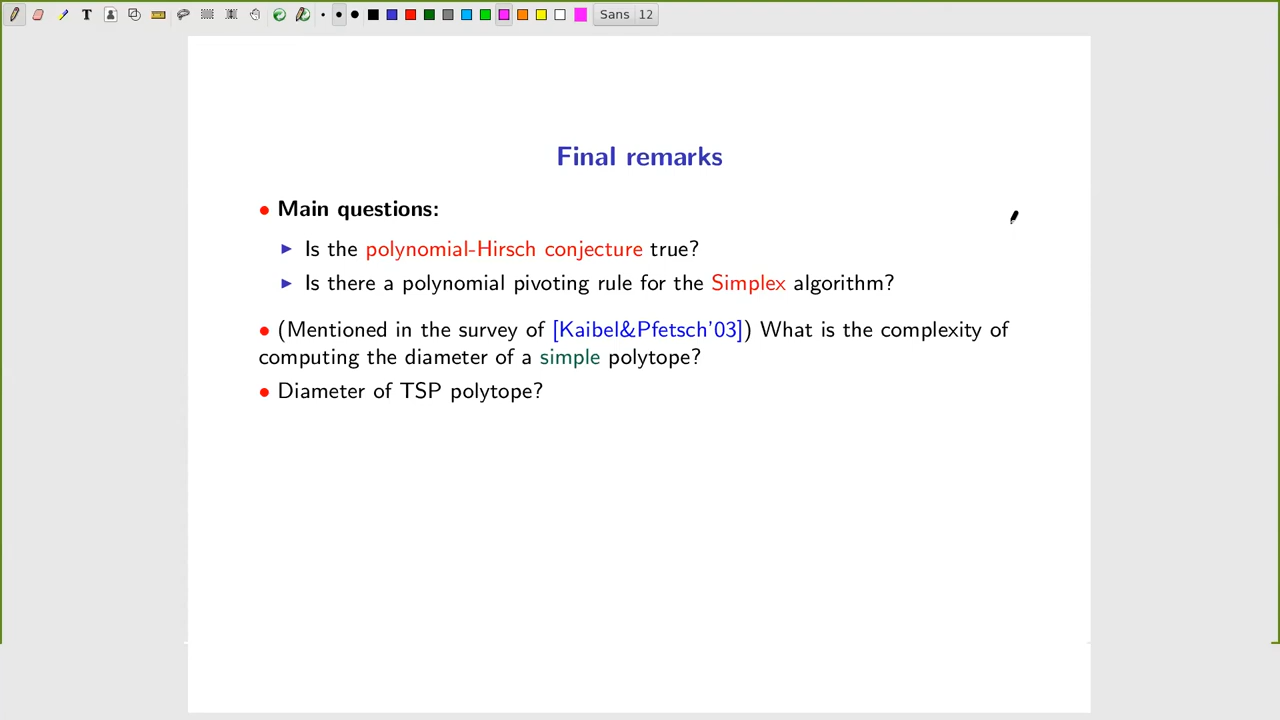 Sans 12
Final remarks
• Main questions:
▶ Is the polynomial-Hirsch conjecture true?
▶ Is there a polynomial pivoting rule for the Simplex algorithm?
• (Mentioned in the survey of [Kaibel&Pfetsch'03]) What is the complexity of
computing the diameter of a simple polytope?
• Diameter of TSP polytope?